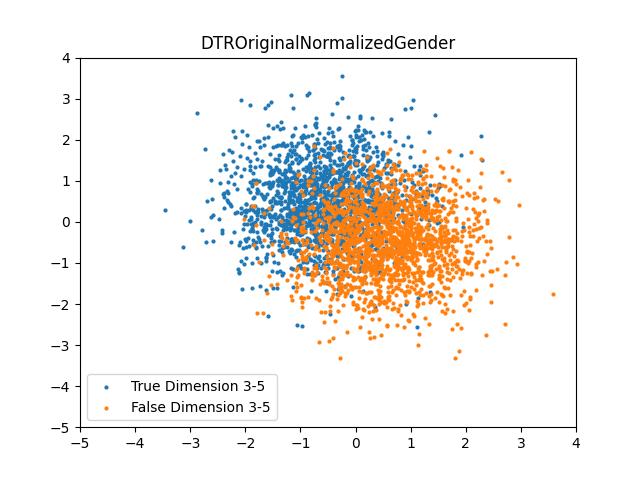 DTROriginalNormalizedGender
4
3
2
1
0
−1
−2
−3
−4
−5
True Dimension 3-5
False Dimension 3-5
−5 −4 −3 −2 −1 0 1 2 3 4